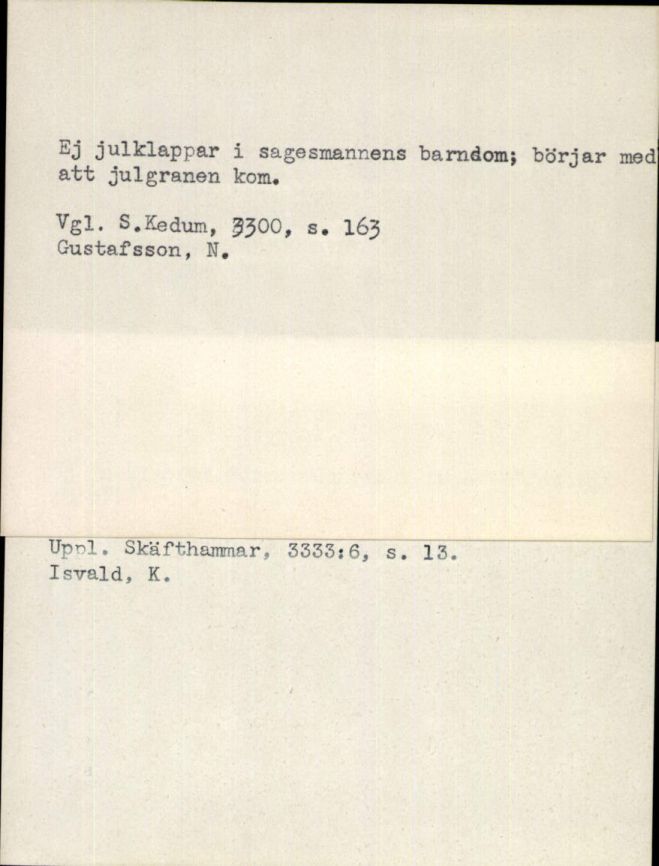 Ej julklappar i sagesmannens barndom; börjar med
att julgranen kom.
Vgl. S.Kedum, 3300, s. 163
Gustafsson, N.
Uppl. Skäfthammar, 3333:6, s. 13.
Isvald, K.